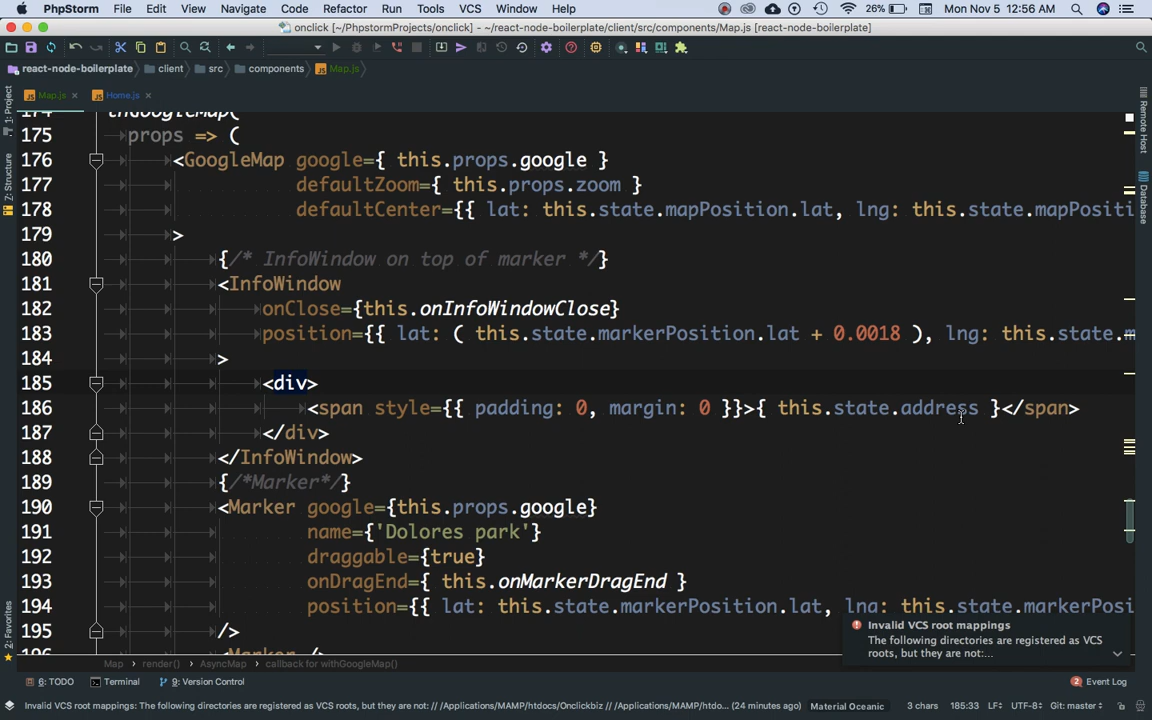 PhpStorm File Edit View Navigate Code Refactor Run Tools VCS Window Help 26% Mon Nov 5 12:56 AM
onclick [~/PhpstormProjects/onclick] - ~/react-node-boilerplate/client/src/components/Map.js [react-node-boilerplate]
react-node-boilerplate client src components Map.js
Map.js Home.js
1: Project
Z: Structure
2: Favorites
Remote Host
Database
175 props => (
176 <GoogleMap google={ this.props.google }
177 defaultZoom={ this.props.zoom }
178 defaultCenter={{ lat: this.state.mapPosition.lat, lng: this.state.mapPositi
179 >
180 {/* InfoWindow on top of marker */}
181 <InfoWindow
182 onClose={this.onInfoWindowClose}
183 position={{ lat: ( this.state.markerPosition.lat + 0.0018 ), lng: this.state.m
184 >
185 <div>
186 <span style={{ padding: 0, margin: 0 }}>{ this.state.address }</span>
187 </div>
188 </InfoWindow>
189 {/*Marker*/}
190 <Marker google={this.props.google}
191 name={'Dolores park'}
192 draggable={true}
193 onDragEnd={ this.onMarkerDragEnd }
194 position={{ lat: this.state.markerPosition.lat, lng: this.state.markerPosi
195 />
Invalid VCS root mappings
The following directories are registered as VCS
roots, but they are not:...
Map render() AsyncMap callback for withGoogleMap()
6: TODO Terminal 9: Version Control 2 Event Log
Invalid VCS root mappings: The following directories are registered as VCS roots, but they are not: // /Applications/MAMP/htdocs/Onclickbiz // /Applications/MAMP/htdo... (24 minutes ago) Material Oceanic 3 chars 185:33 LF UTF-8 Git: master